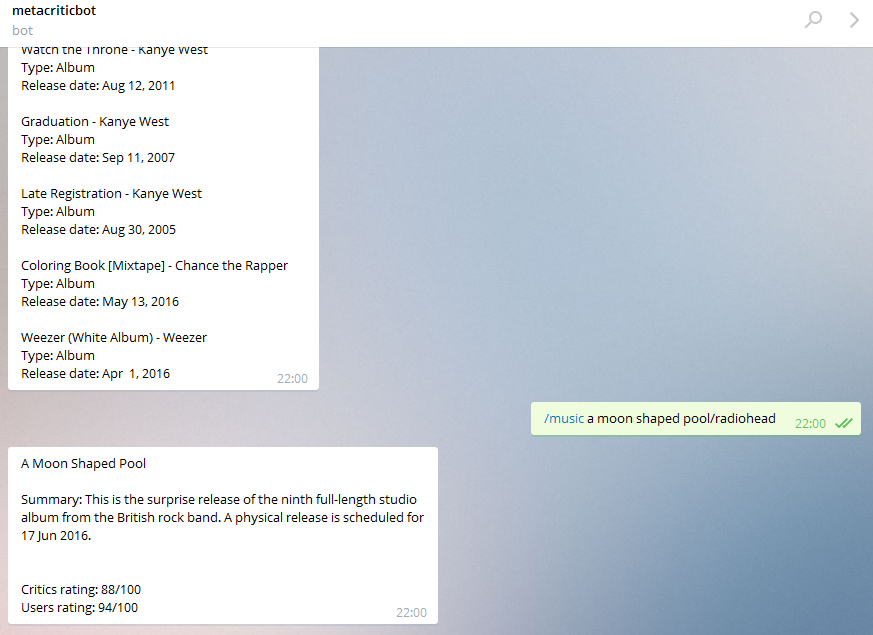 metacriticbot
bot
Watch the Throne - Kanye West
Type: Album
Release date: Aug 12, 2011
Graduation - Kanye West
Type: Album
Release date: Sep 11, 2007
Late Registration - Kanye West
Type: Album
Release date: Aug 30, 2005
Coloring Book [Mixtape] - Chance the Rapper
Type: Album
Release date: May 13, 2016
Weezer (White Album) - Weezer
Type: Album
Release date: Apr  1, 2016
22:00
/music a moon shaped pool/radiohead
22:00
A Moon Shaped Pool
Summary: This is the surprise release of the ninth full-length studio
album from the British rock band. A physical release is scheduled for
17 Jun 2016.
Critics rating: 88/100
Users rating: 94/100
22:00